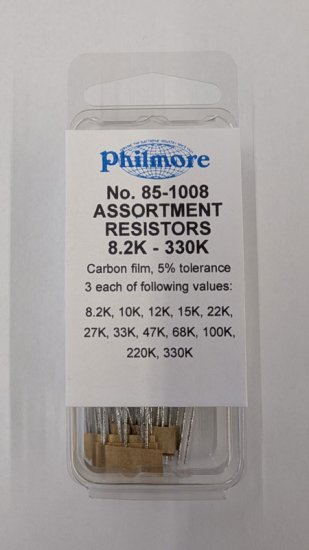 Philmore
No. 85-1008
ASSORTMENT
RESISTORS
8.2K - 330K
Carbon film, 5% tolerance
3 each of following values:
8.2K, 10K, 12K, 15K, 22K,
27K, 33K, 47K, 68K, 100K,
220K, 330K